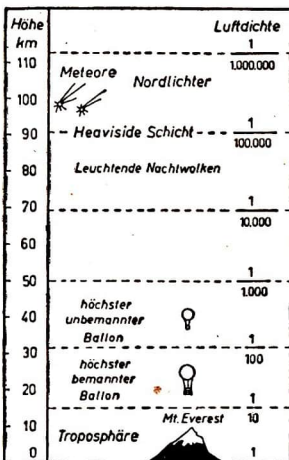 Höhe
km
Luftdichte
110
1
1.000.000
Meteore
Nordlichter
100
90
Heaviside Schicht
1
100.000
80
Leuchtende Nachtwolken
70
1
10.000
60
50
1
1.000
40
höchster
unbemannter
Ballon
1
100
30
höchster
bemannter
Ballon
20
1
10
10
Mt. Everest
Troposphäre
0
1